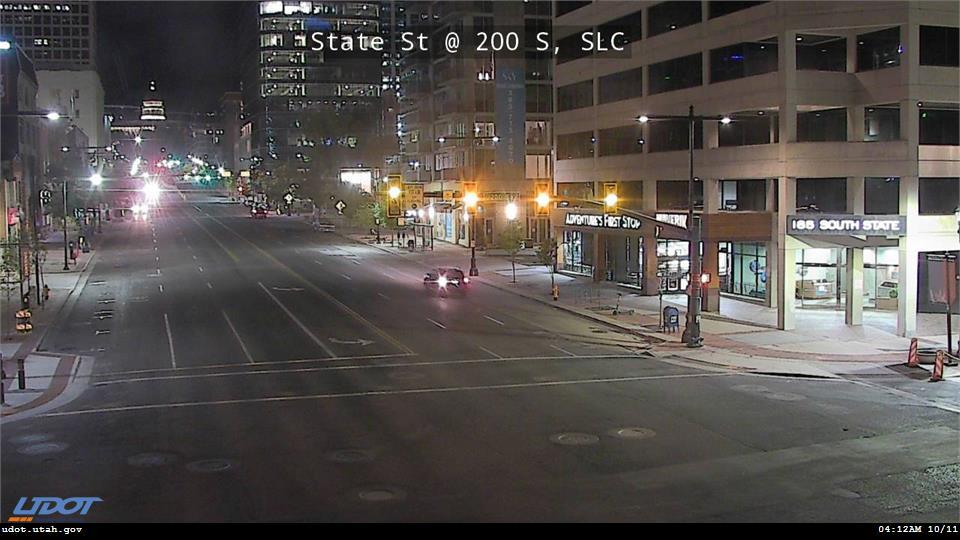 State St @ 200 S, SLC
ADVENTURE'S FIRST STOP
165 SOUTH STATE
UDOT
udot.utah.gov
04:12AM 10/11